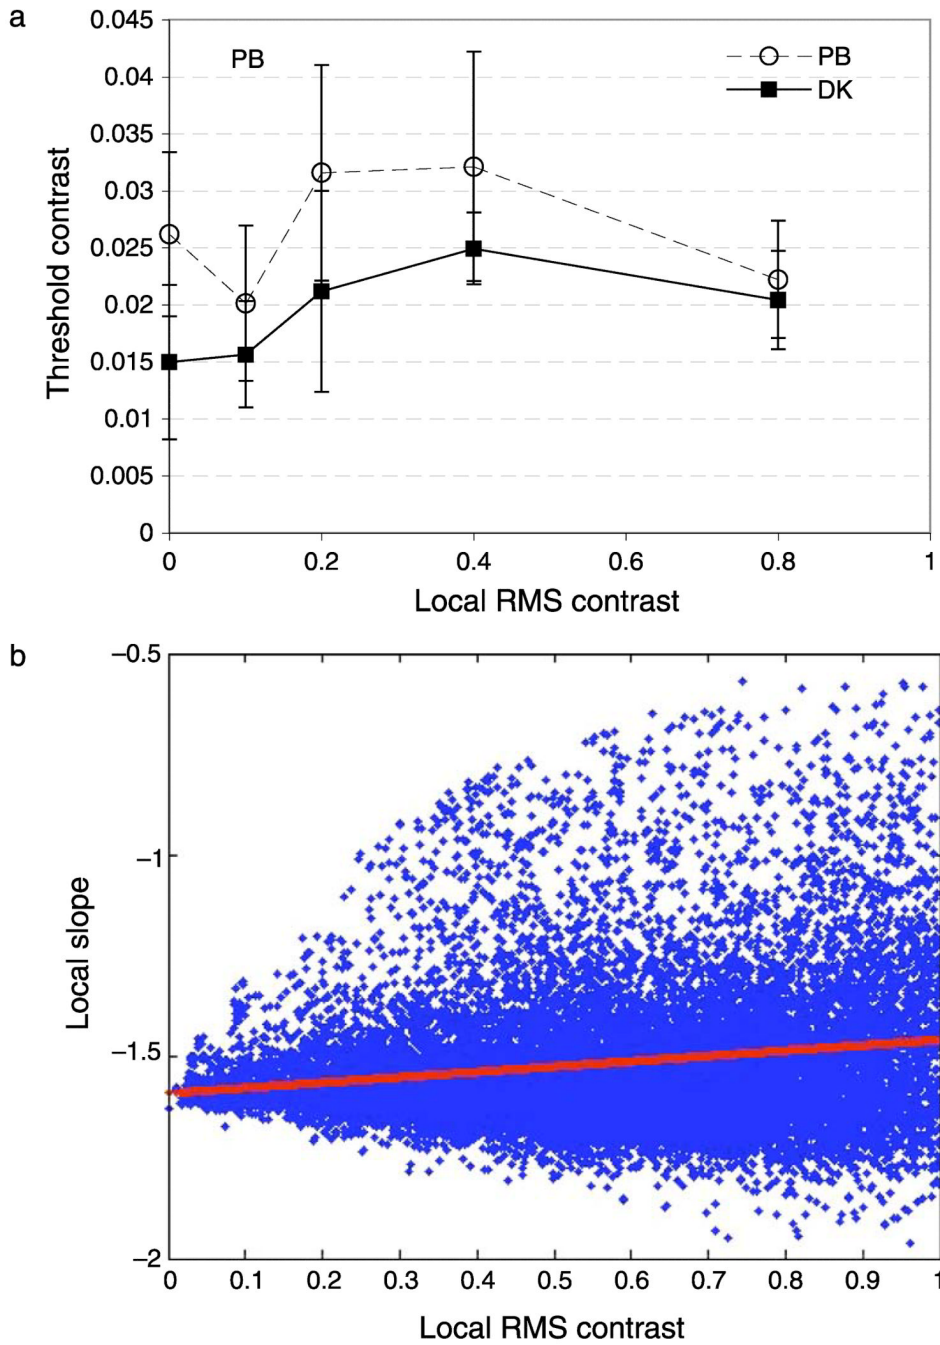 a
0.045
0.04
0.035
0.03
0.025
0.02
0.015
0.01
0.005
0
Threshold contrast
PB
PB
DK
0 0.2 0.4 0.6 0.8 1
Local RMS contrast
b
−0.5
−1
−1.5
−2
Local slope
0 0.1 0.2 0.3 0.4 0.5 0.6 0.7 0.8 0.9 1
Local RMS contrast